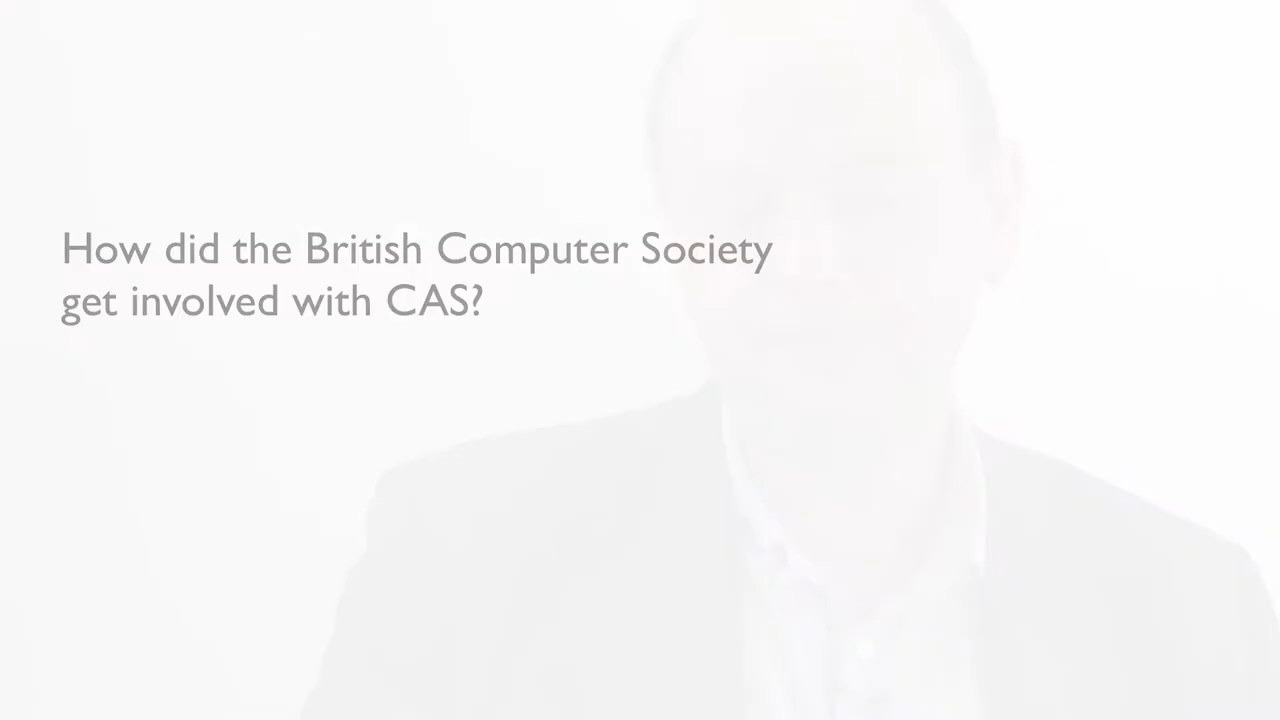 How did the British Computer Society
get involved with CAS?